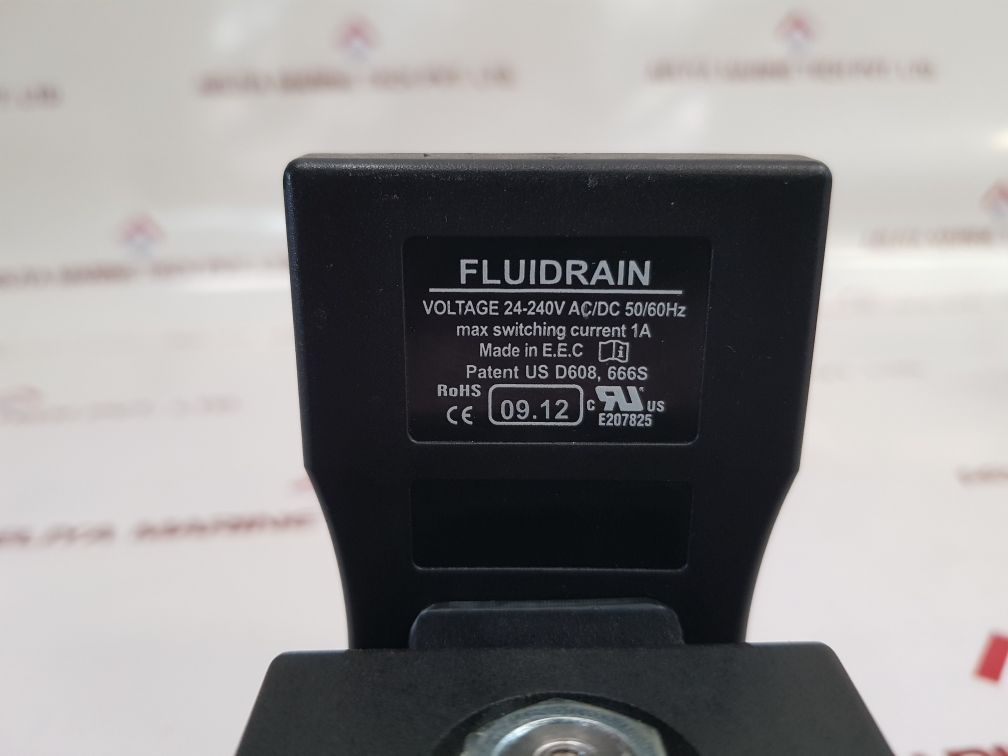 FLUIDRAIN
VOLTAGE 24-240V AC/DC 50/60Hz
max switching current 1A
Made in E.E.C
Patent US D608, 666S
RoHS
CE 09.12 c RU US
E207825